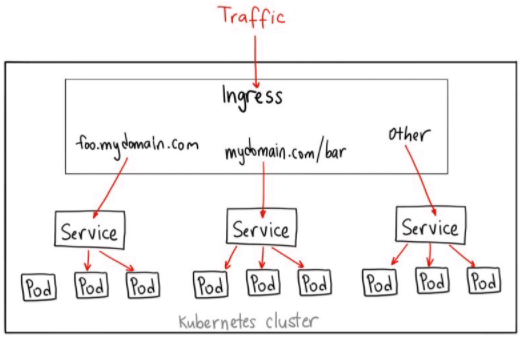 Traffic
Ingress
foo.mydomain.com
mydomain.com/bar
Other
Service
Service
Service
Pod
Pod
Pod
Pod
Pod
Pod
Pod
Pod
Pod
Kubernetes cluster